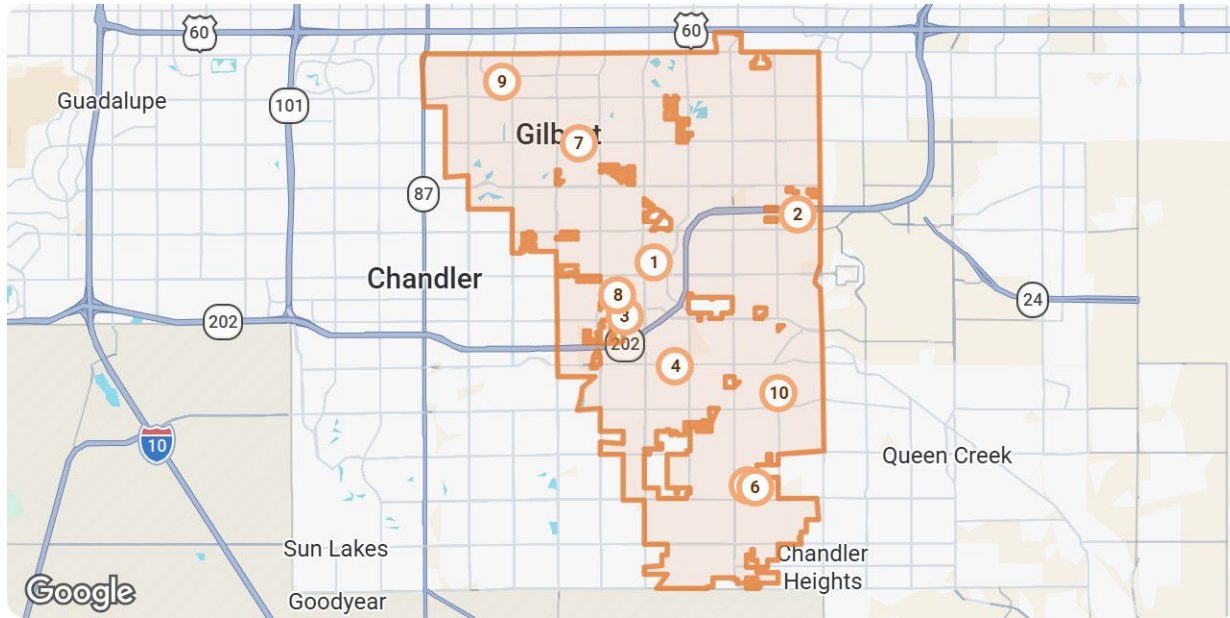 60
60
9
Guadalupe
101
Gilbert
7
87
2
1
Chandler
8
24
3
202
202
4
10
10
Queen Creek
6
Sun Lakes
Chandler
Heights
Goodyear
Google